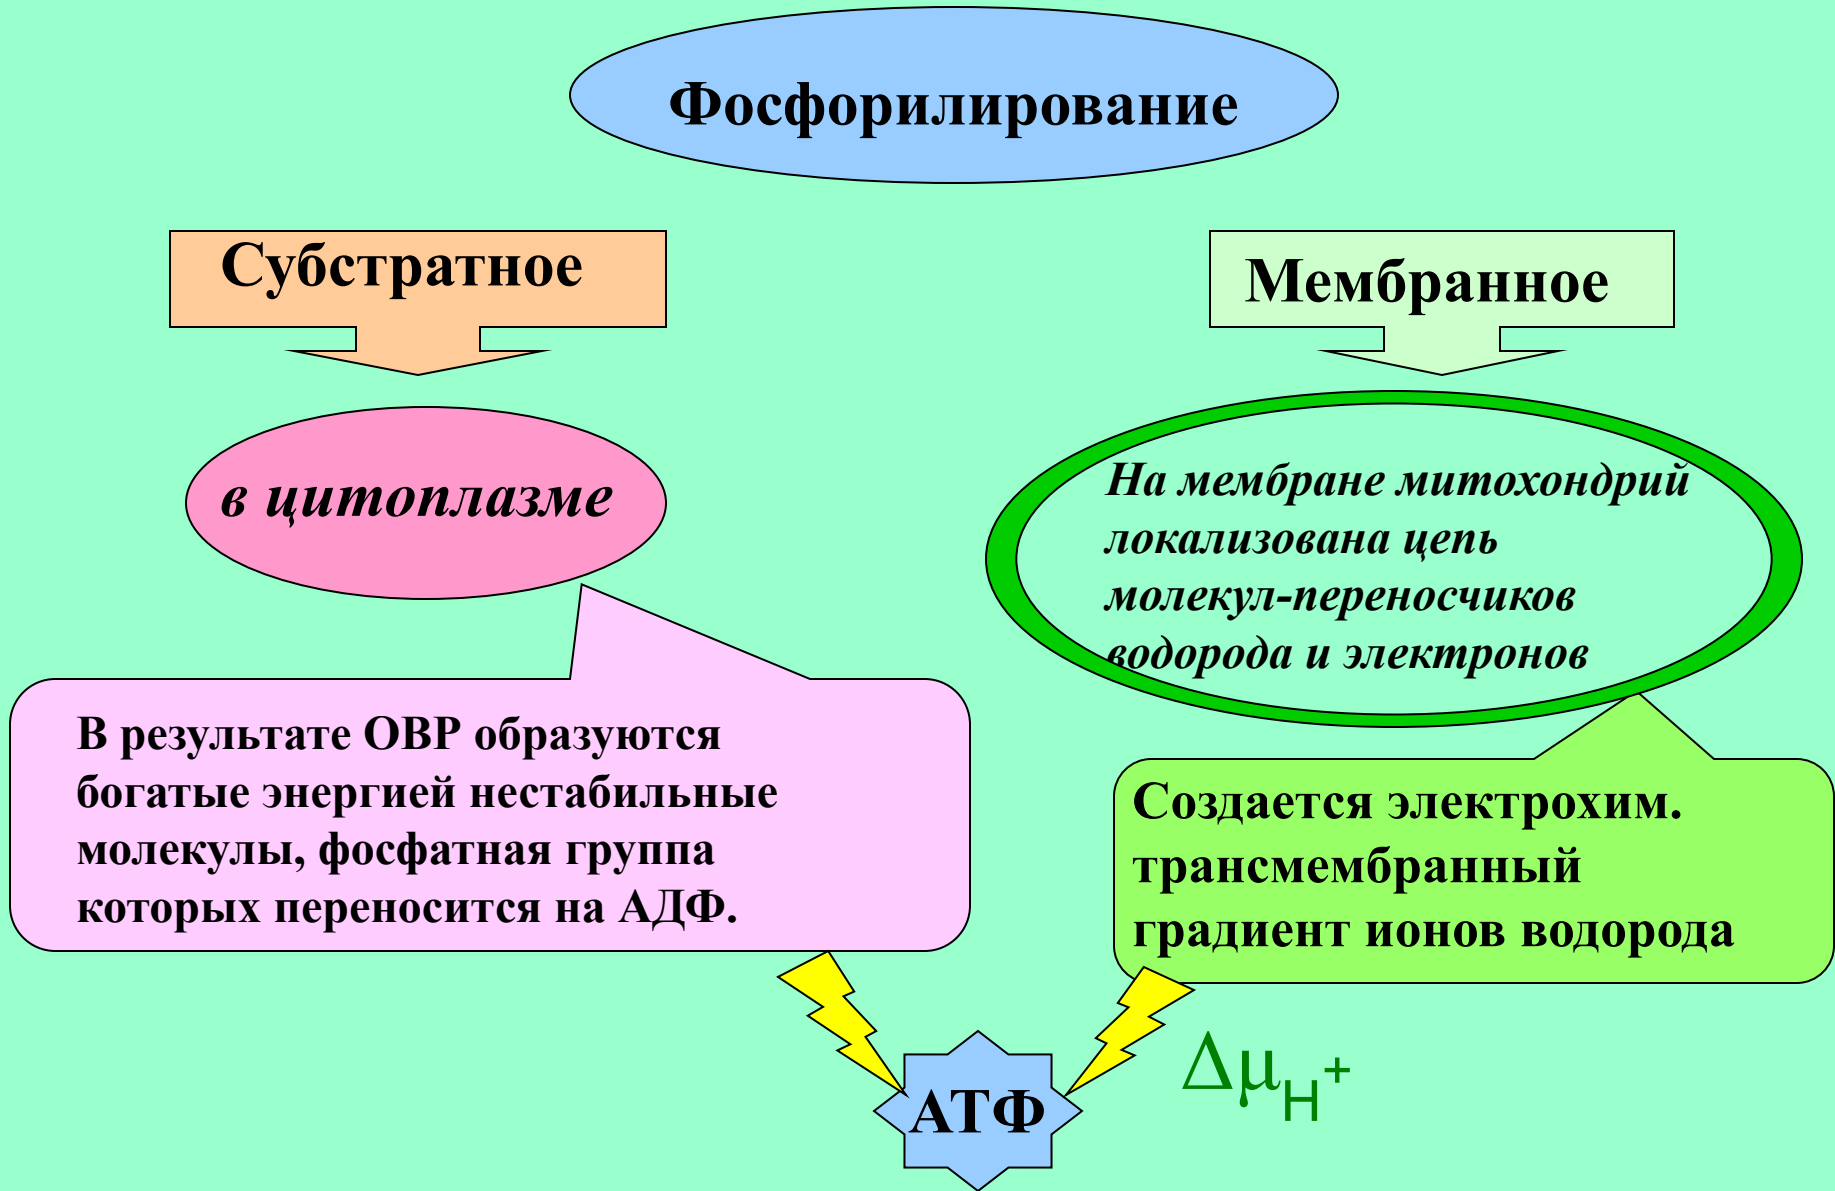 Фосфорилирование
Субстратное
в цитоплазме
В результате ОВР образуются
богатые энергией нестабильные
молекулы, фосфатная группа
которых переносится на АДФ.
Мембранное
На мембране митохондрий
локализована цепь
молекул-переносчиков
водорода и электронов
Создается электрохим.
трансмембранный
градиент ионов водорода
ΔμH+
АТФ